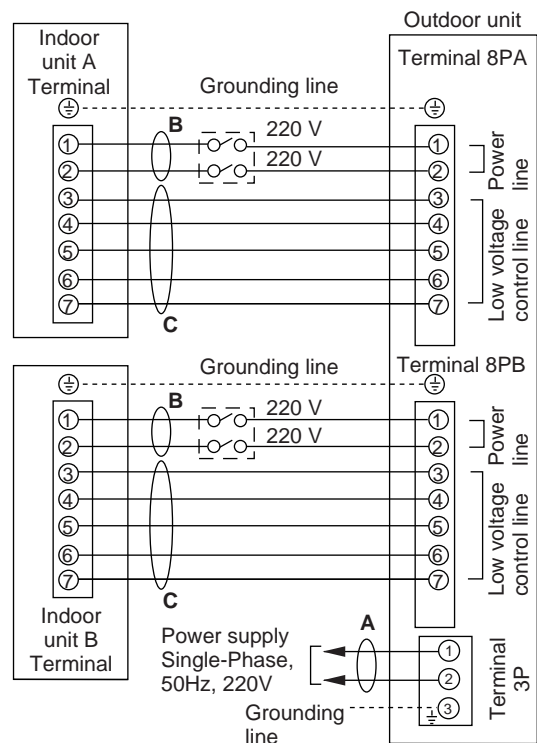 Outdoor unit
Indoor
unit A
Terminal
Terminal 8PA
Grounding line
B
220 V
220 V
1
2
3
4
5
6
7
1
2
3
4
5
6
7
Power
line
Low voltage
control line
C
Terminal 8PB
Grounding line
B
220 V
220 V
1
2
3
4
5
6
7
1
2
3
4
5
6
7
Power
line
Low voltage
control line
C
Indoor
unit B
Terminal
A
Power supply
Single-Phase,
50Hz, 220V
1
2
3
Terminal
3P
Grounding
line